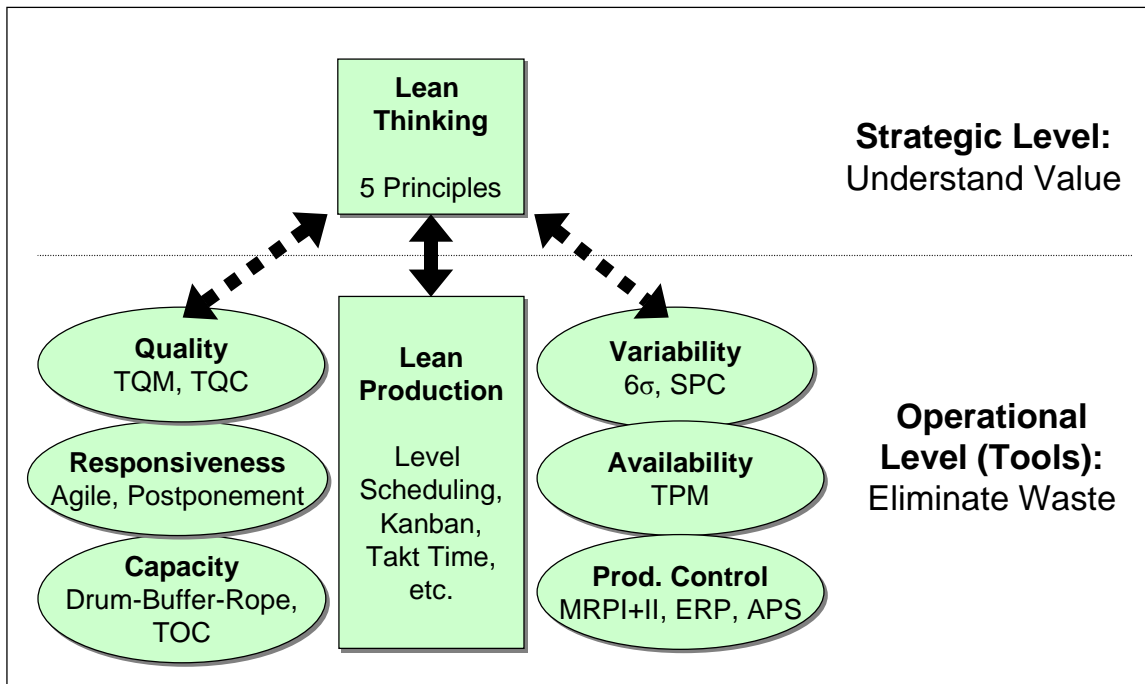 Lean
Thinking
5 Principles
Strategic Level:
Understand Value
Quality
TQM, TQC
Responsiveness
Agile, Postponement
Capacity
Drum-Buffer-Rope,
TOC
Lean
Production
Level
Scheduling,
Kanban,
Takt Time,
etc.
Variability
6σ, SPC
Availability
TPM
Prod. Control
MRPI+II, ERP, APS
Operational
Level (Tools):
Eliminate Waste